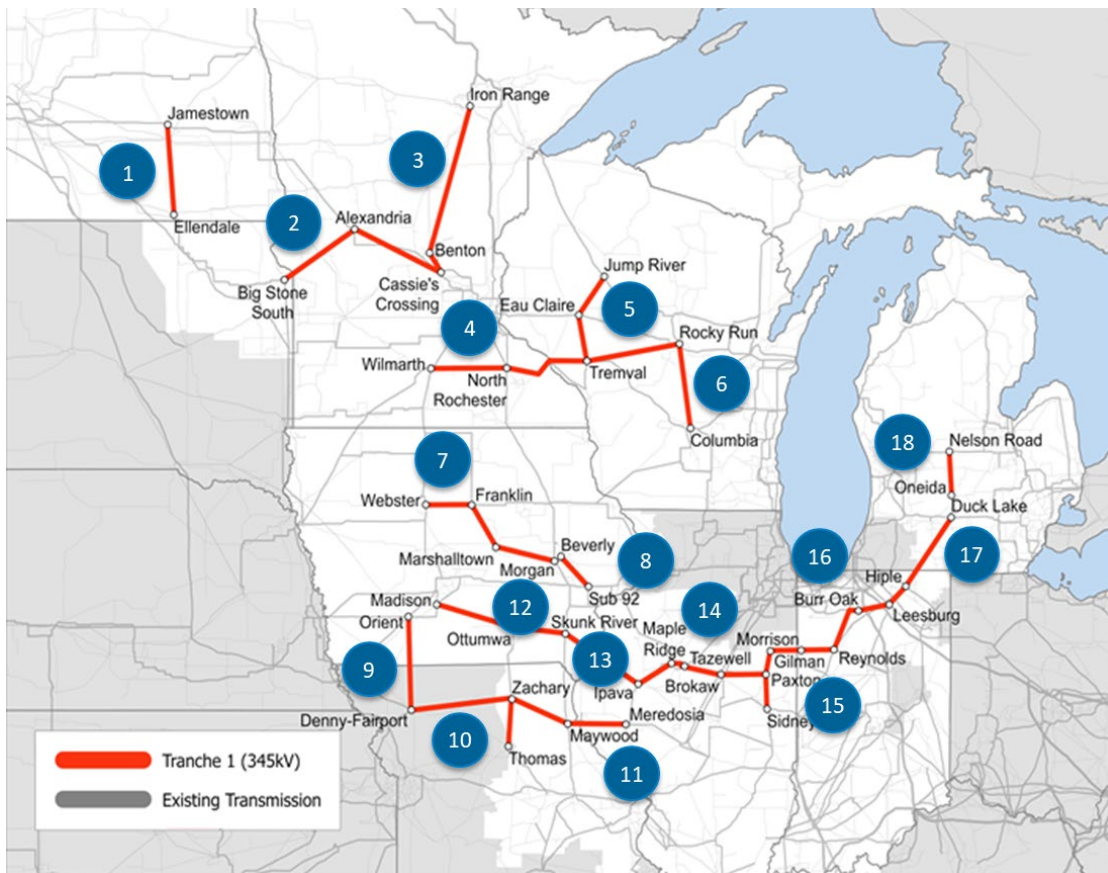 Iron Range
Jamestown
3
1
2
Alexandria
Ellendale
Benton
Jump River
Big Stone
South
Cassie's
Crossing
Eau Claire
5
4
Rocky Run
Wilmarth
North
Rochester
Tremval
6
Columbia
18
Nelson Road
7
Oneida
Webster
Franklin
Duck Lake
Marshalltown
Beverly
Morgan
8
16
17
Hiple
Sub 92
Madison
12
14
Burr Oak
Leesburg
Orient
Skunk River
Ottumwa
Maple
Ridge
Morrison
13
Tazewell
Gilman
Reynolds
9
Ipava
Brokaw
Paxton
Zachary
15
Denny-Fairport
Meredosia
Sidney
10
Maywood
Thomas
11
Tranche 1 (345kV)
Existing Transmission